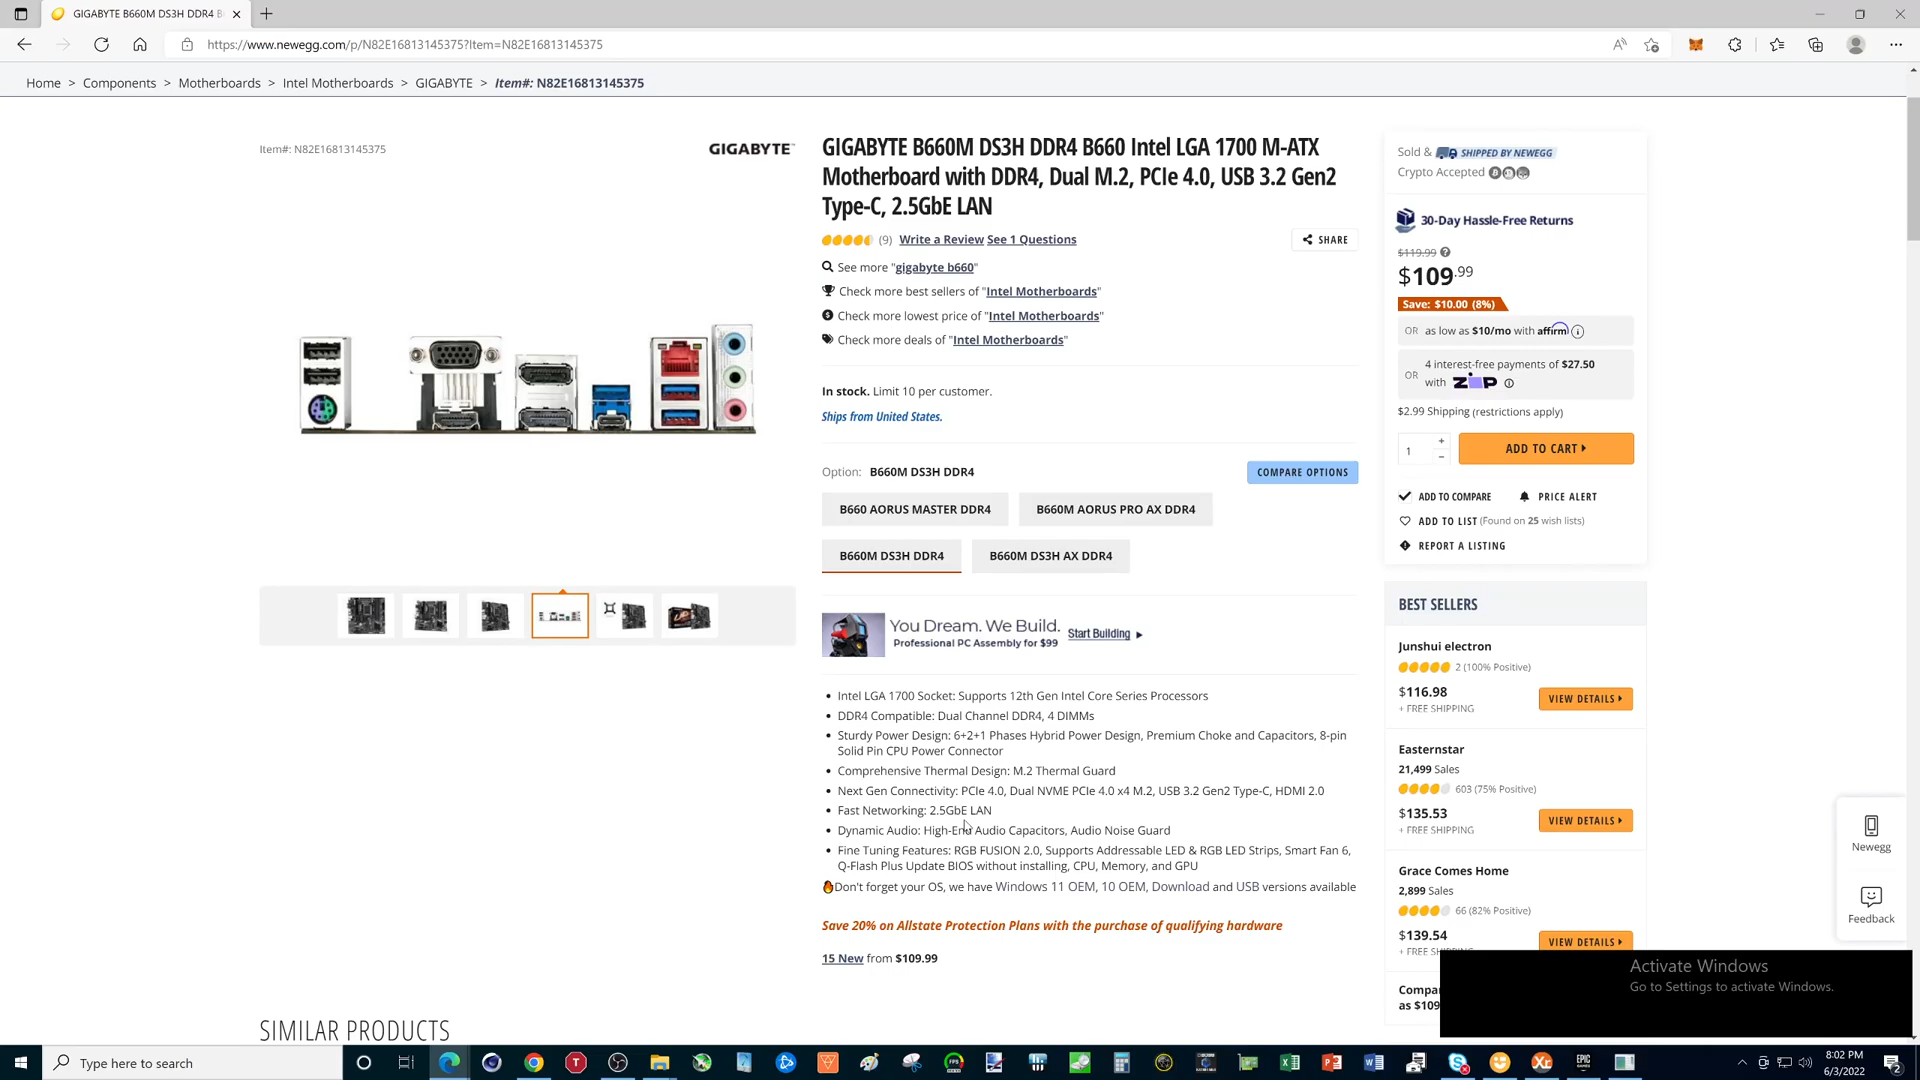 GIGABYTE B660M DS3H DDR4 B
https://www.newegg.com/p/N82E16813145375?Item=N82E16813145375
Home > Components > Motherboards > Intel Motherboards > GIGABYTE > Item#: N82E16813145375
Item#: N82E16813145375
GIGABYTE
GIGABYTE B660M DS3H DDR4 B660 Intel LGA 1700 M-ATX
Motherboard with DDR4, Dual M.2, PCIe 4.0, USB 3.2 Gen2
Type-C, 2.5GbE LAN
(9) Write a Review See 1 Questions
SHARE
See more "gigabyte b660"
Check more best sellers of "Intel Motherboards"
Check more lowest price of "Intel Motherboards"
Check more deals of "Intel Motherboards"
In stock. Limit 10 per customer.
Ships from United States.
Option: B660M DS3H DDR4
COMPARE OPTIONS
B660 AORUS MASTER DDR4
B660M AORUS PRO AX DDR4
B660M DS3H DDR4
B660M DS3H AX DDR4
You Dream. We Build.
Professional PC Assembly for $99
Start Building
• Intel LGA 1700 Socket: Supports 12th Gen Intel Core Series Processors
• DDR4 Compatible: Dual Channel DDR4, 4 DIMMs
• Sturdy Power Design: 6+2+1 Phases Hybrid Power Design, Premium Choke and Capacitors, 8-pin
Solid Pin CPU Power Connector
• Comprehensive Thermal Design: M.2 Thermal Guard
• Next Gen Connectivity: PCIe 4.0, Dual NVME PCIe 4.0 x4 M.2, USB 3.2 Gen2 Type-C, HDMI 2.0
• Fast Networking: 2.5GbE LAN
• Dynamic Audio: High-End Audio Capacitors, Audio Noise Guard
• Fine Tuning Features: RGB FUSION 2.0, Supports Addressable LED & RGB LED Strips, Smart Fan 6,
Q-Flash Plus Update BIOS without installing, CPU, Memory, and GPU
Don't forget your OS, we have Windows 11 OEM, 10 OEM, Download and USB versions available
Save 20% on Allstate Protection Plans with the purchase of qualifying hardware
15 New from $109.99
SIMILAR PRODUCTS
Sold & SHIPPED BY NEWEGG
Crypto Accepted
30-Day Hassle-Free Returns
$119.99
$109.99
Save: $10.00 (8%)
OR as low as $10/mo with affirm
OR 4 interest-free payments of $27.50
with ZIP
$2.99 Shipping (restrictions apply)
1
+
−
ADD TO CART
ADD TO COMPARE
PRICE ALERT
ADD TO LIST (Found on 25 wish lists)
REPORT A LISTING
BEST SELLERS
Junshui electron
2 (100% Positive)
$116.98
+ FREE SHIPPING
VIEW DETAILS
Easternstar
21,499 Sales
603 (75% Positive)
$135.53
+ FREE SHIPPING
VIEW DETAILS
Grace Comes Home
2,899 Sales
66 (82% Positive)
$139.54
+ FREE SH
VIEW DETAILS
Compa
as $109
Newegg
Feedback
Activate Windows
Go to Settings to activate Windows.
Type here to search
8:02 PM
6/3/2022
2